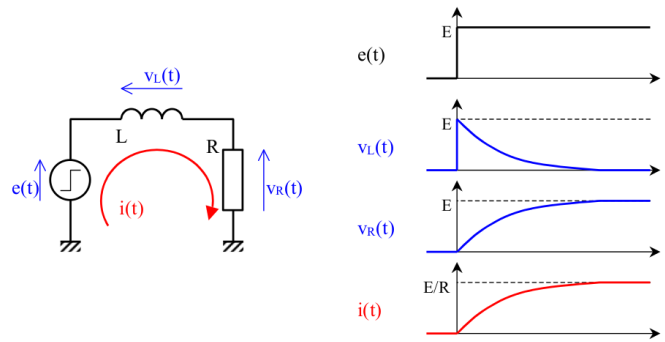 vL(t)
L
R
e(t)
vR(t)
i(t)
E
e(t)
E
vL(t)
E
vR(t)
E/R
i(t)